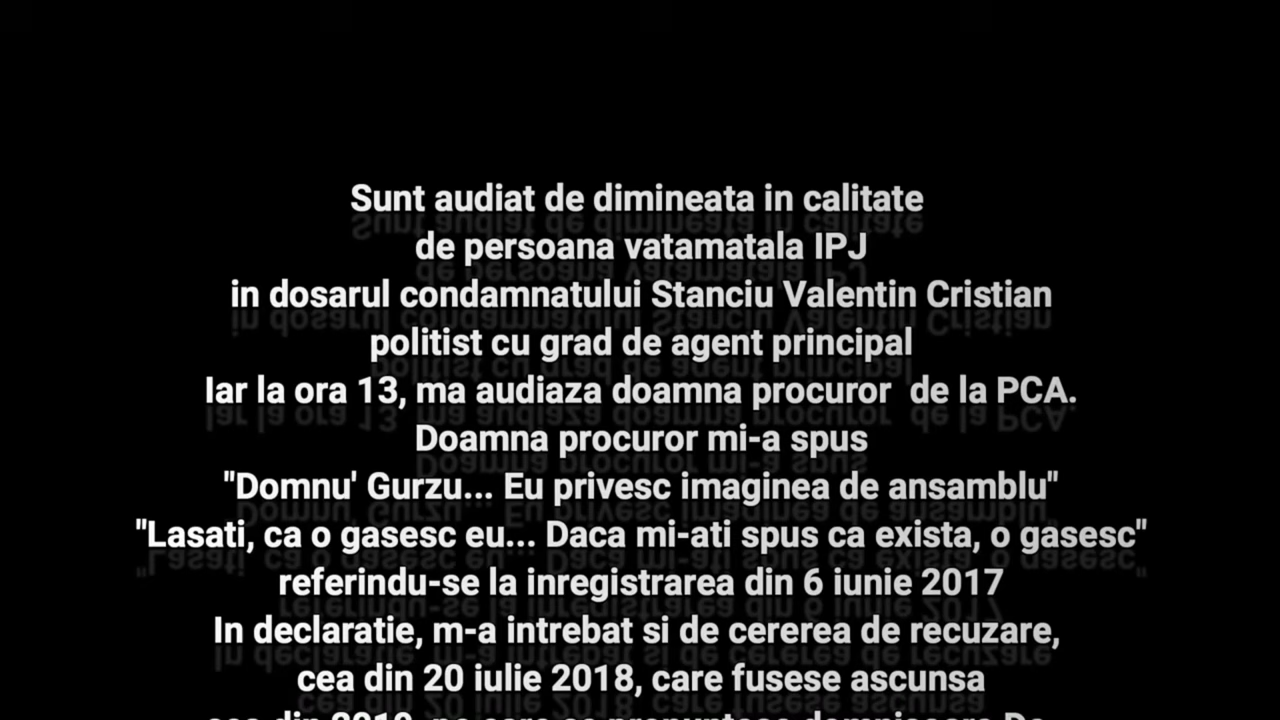 Sunt audiat de dimineata in calitate
de persoana vatamatala IPJ
in dosarul condamnatului Stanciu Valentin Cristian
politist cu grad de agent principal
Iar la ora 13, ma audiaza doamna procuror de la PCA.
Doamna procuror mi-a spus
"Domnu' Gurzu... Eu privesc imaginea de ansamblu"
"Lasati, ca o gasesc eu... Daca mi-ati spus ca exista, o gasesc"
referindu-se la inregistrarea din 6 iunie 2017
In declaratie, m-a intrebat si de cererea de recuzare,
cea din 20 iulie 2018, care fusese ascunsa